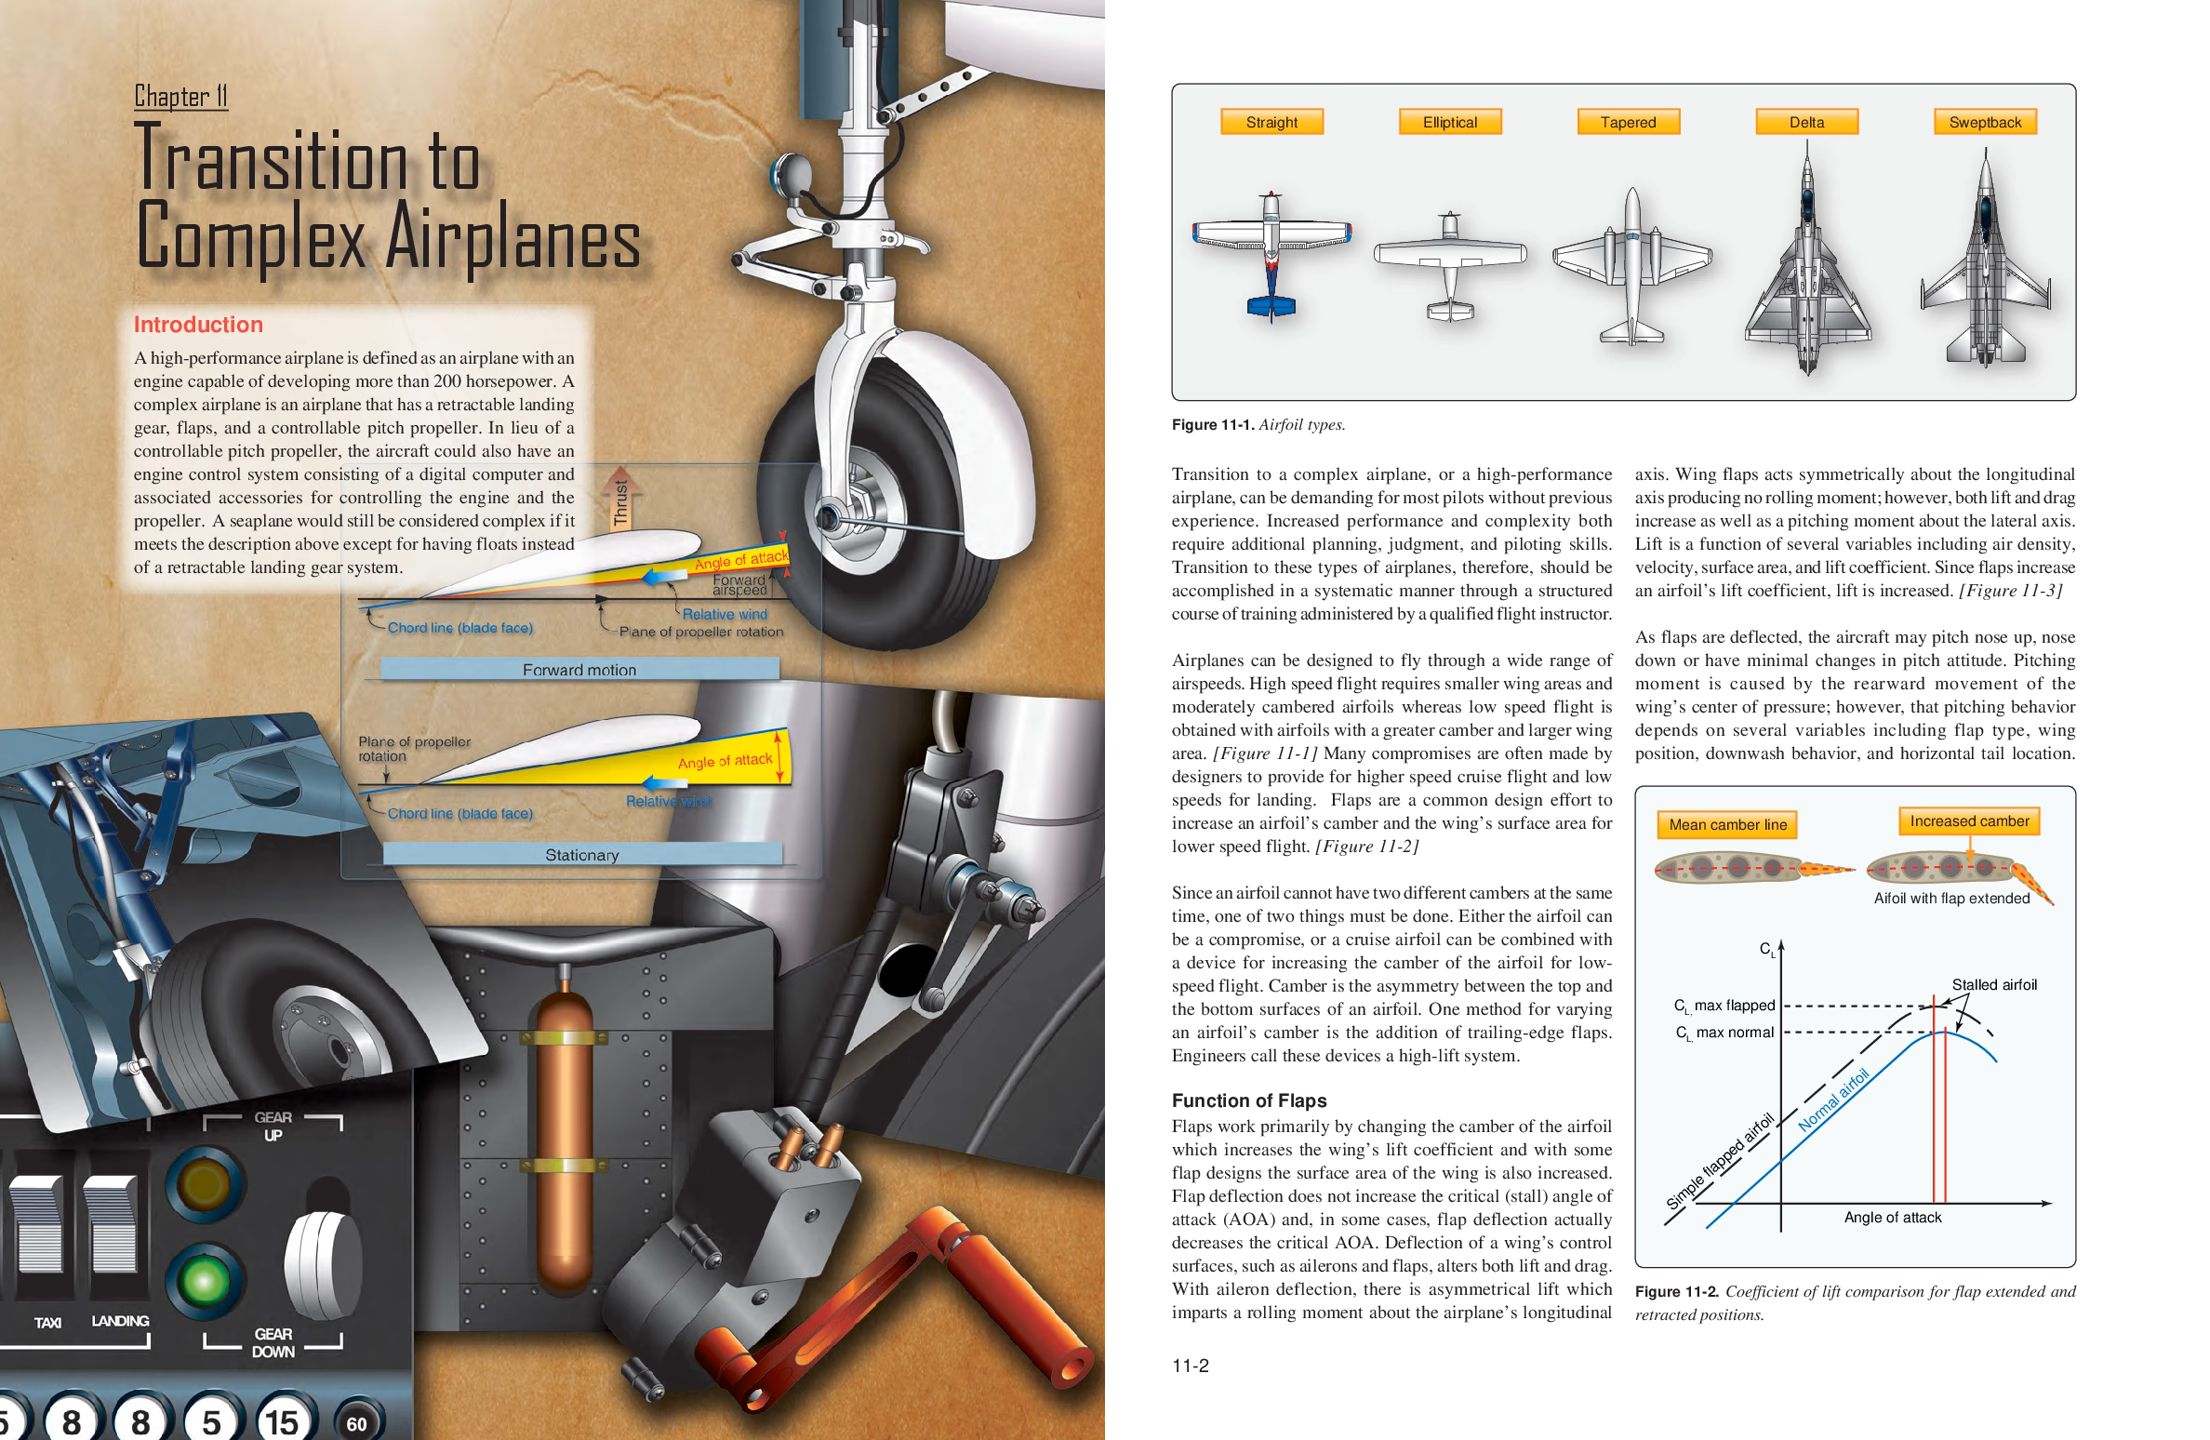 Chapter 11
Transition to
Complex Airplanes
Introduction
A high-performance airplane is defined as an airplane with an
engine capable of developing more than 200 horsepower. A
complex airplane is an airplane that has a retractable landing
gear, flaps, and a controllable pitch propeller. In lieu of a
controllable pitch propeller, the aircraft could also have an
engine control system consisting of a digital computer and
associated accessories for controlling the engine and the
propeller. A seaplane would still be considered complex if it
meets the description above except for having floats instead
of a retractable landing gear system.
Thrust
Angle of attack
Forward
airspeed
Relative wind
Chord line (blade face)
Plane of propeller rotation
Forward motion
Plane of propeller
rotation
Angle of attack
Relative wind
Chord line (blade face)
Stationary
GEAR
UP
TAXI
LANDING
GEAR
DOWN
5 8 8 5 15 60
Straight
Elliptical
Tapered
Delta
Sweptback
Figure 11-1. Airfoil types.
Transition to a complex airplane, or a high-performance
airplane, can be demanding for most pilots without previous
experience. Increased performance and complexity both
require additional planning, judgment, and piloting skills.
Transition to these types of airplanes, therefore, should be
accomplished in a systematic manner through a structured
course of training administered by a qualified flight instructor.
Airplanes can be designed to fly through a wide range of
airspeeds. High speed flight requires smaller wing areas and
moderately cambered airfoils whereas low speed flight is
obtained with airfoils with a greater camber and larger wing
area. [Figure 11-1] Many compromises are often made by
designers to provide for higher speed cruise flight and low
speeds for landing. Flaps are a common design effort to
increase an airfoil's camber and the wing's surface area for
lower speed flight. [Figure 11-2]
Since an airfoil cannot have two different cambers at the same
time, one of two things must be done. Either the airfoil can
be a compromise, or a cruise airfoil can be combined with
a device for increasing the camber of the airfoil for low-
speed flight. Camber is the asymmetry between the top and
the bottom surfaces of an airfoil. One method for varying
an airfoil's camber is the addition of trailing-edge flaps.
Engineers call these devices a high-lift system.
Function of Flaps
Flaps work primarily by changing the camber of the airfoil
which increases the wing's lift coefficient and with some
flap designs the surface area of the wing is also increased.
Flap deflection does not increase the critical (stall) angle of
attack (AOA) and, in some cases, flap deflection actually
decreases the critical AOA. Deflection of a wing's control
surfaces, such as ailerons and flaps, alters both lift and drag.
With aileron deflection, there is asymmetrical lift which
imparts a rolling moment about the airplane's longitudinal
axis. Wing flaps acts symmetrically about the longitudinal
axis producing no rolling moment; however, both lift and drag
increase as well as a pitching moment about the lateral axis.
Lift is a function of several variables including air density,
velocity, surface area, and lift coefficient. Since flaps increase
an airfoil's lift coefficient, lift is increased. [Figure 11-3]
As flaps are deflected, the aircraft may pitch nose up, nose
down or have minimal changes in pitch attitude. Pitching
moment is caused by the rearward movement of the
wing's center of pressure; however, that pitching behavior
depends on several variables including flap type, wing
position, downwash behavior, and horizontal tail location.
Mean camber line
Increased camber
Aifoil with flap extended
CL
Stalled airfoil
CL, max flapped
CL, max normal
Simple flapped airfoil
Normal airfoil
Angle of attack
Figure 11-2. Coefficient of lift comparison for flap extended and
retracted positions.
11-2